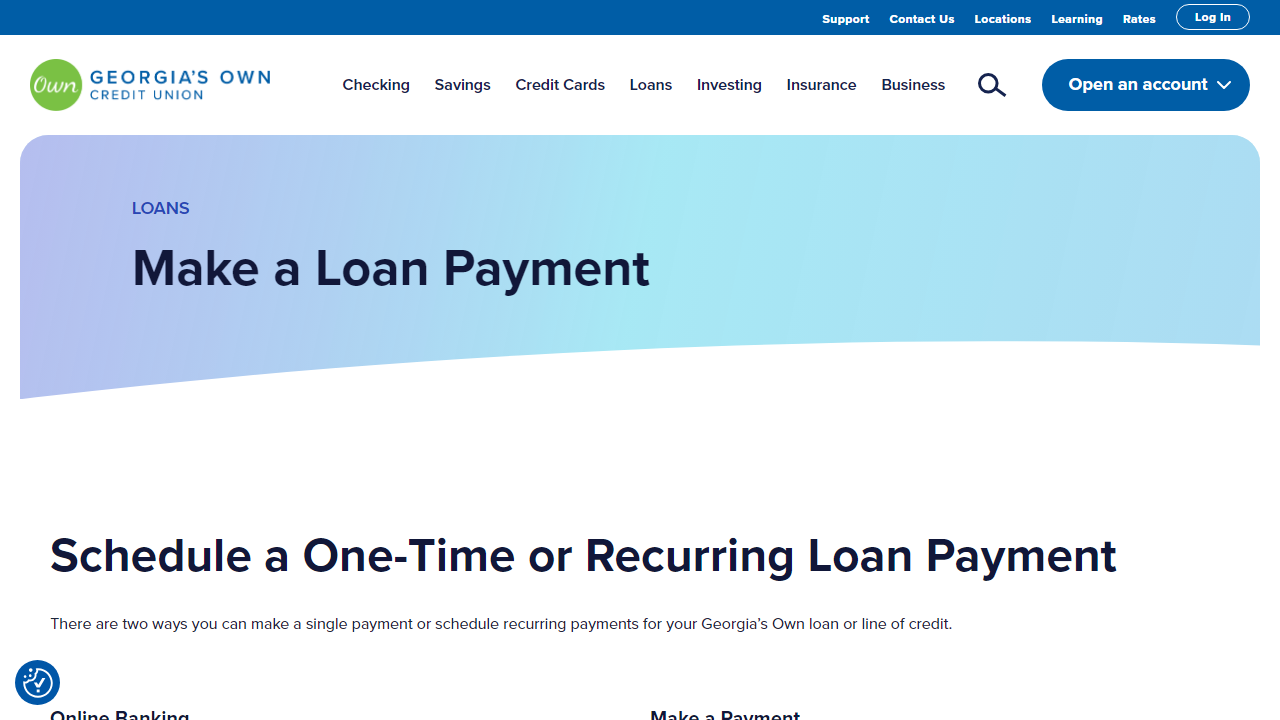 Support Contact Us Locations Learning Rates Log In
Own GEORGIA'S OWN
CREDIT UNION
Checking Savings Credit Cards Loans Investing Insurance Business Open an account
LOANS
Make a Loan Payment
Schedule a One-Time or Recurring Loan Payment
There are two ways you can make a single payment or schedule recurring payments for your Georgia’s Own loan or line of credit.
Online Banking Make a Payment